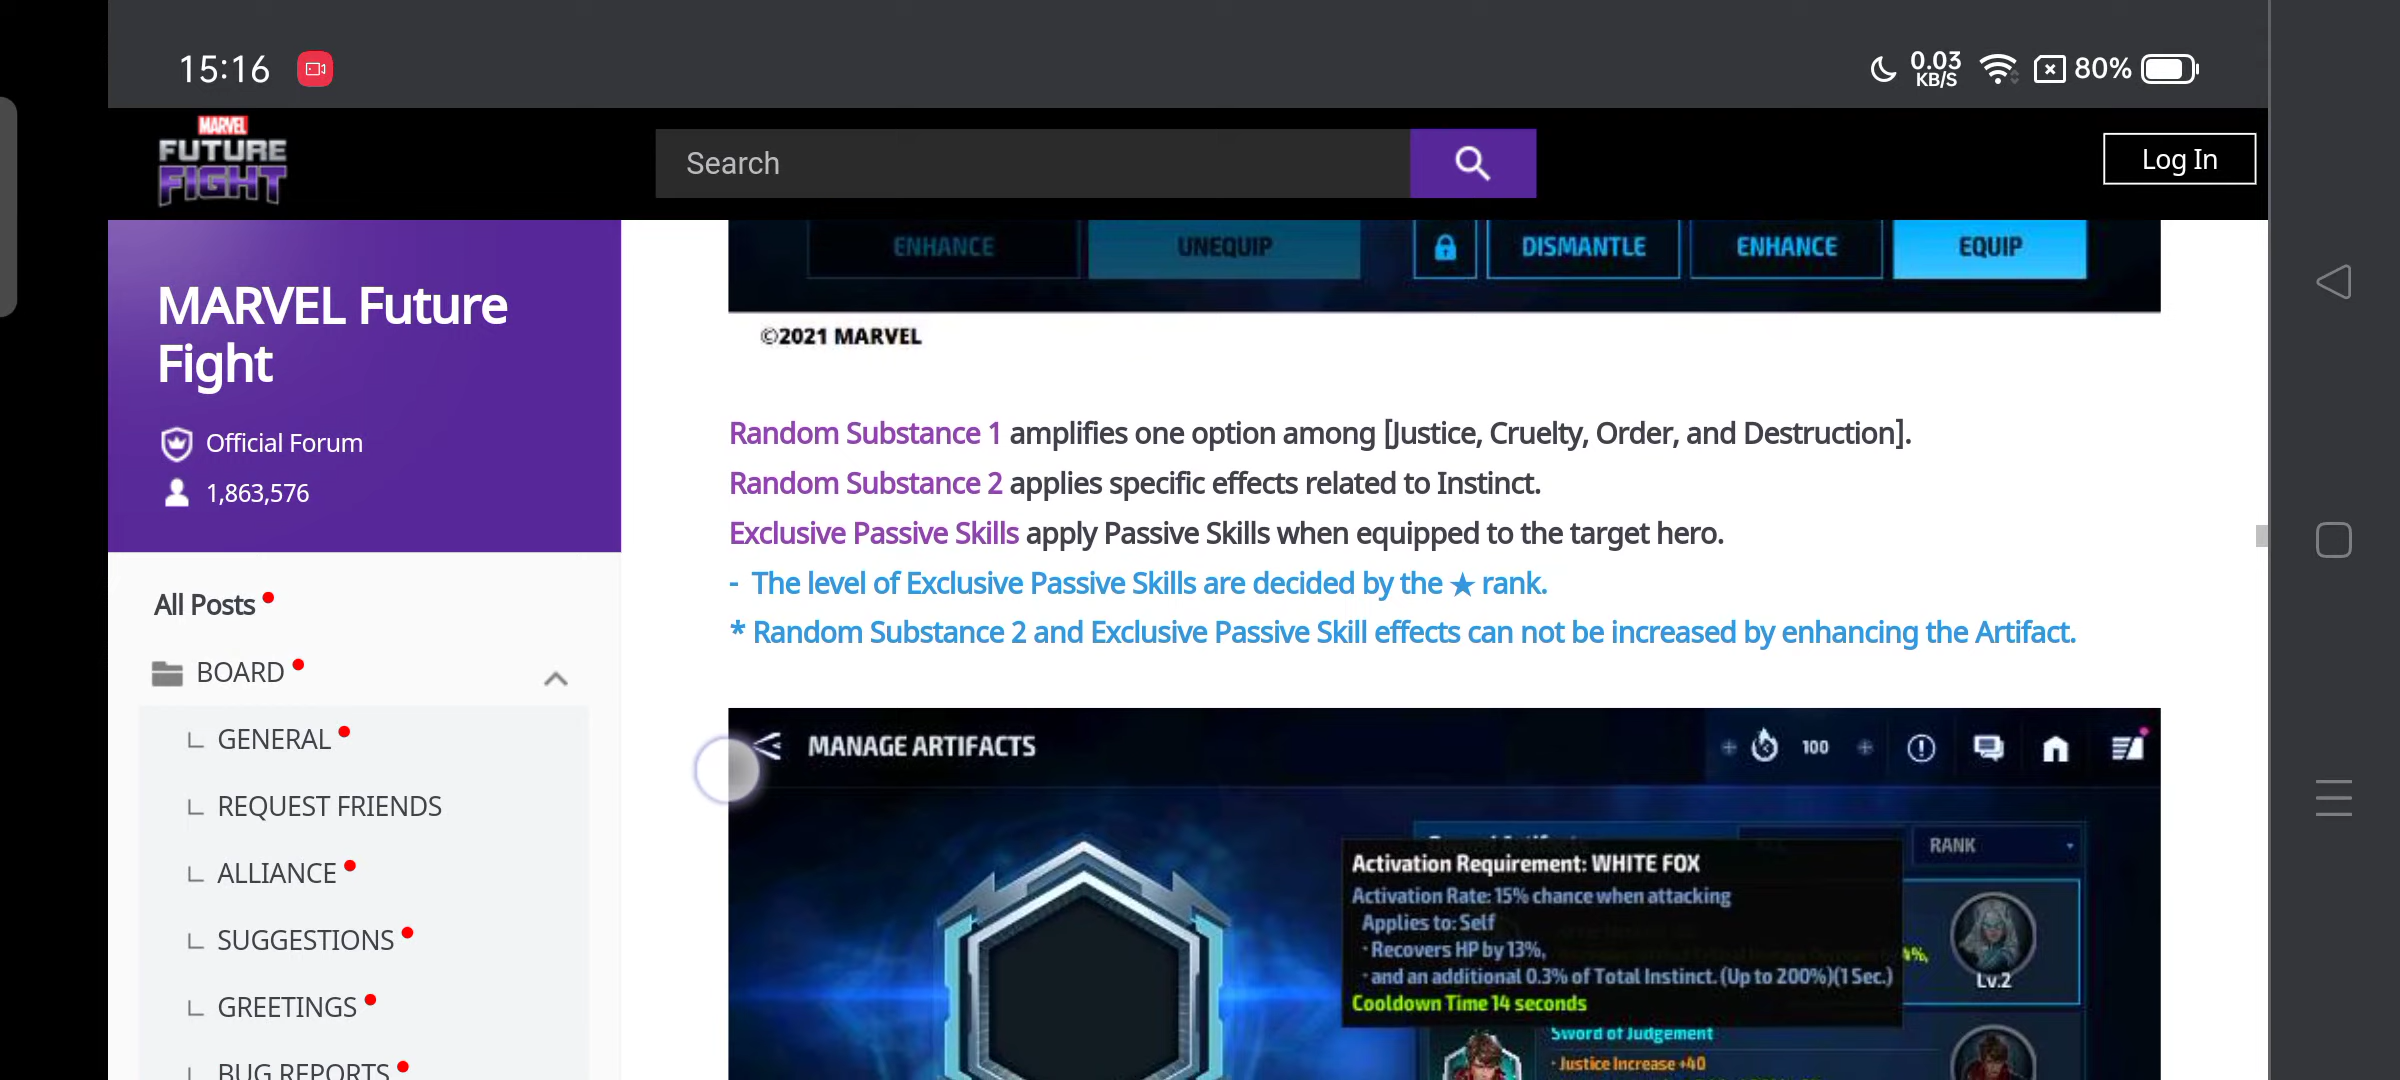 15:16
0.03
KB/S
80%
MARVEL
FUTURE
FIGHT
Search
Log In
MARVEL Future
Fight
Official Forum
1,863,576
All Posts
BOARD
GENERAL
REQUEST FRIENDS
ALLIANCE
SUGGESTIONS
GREETINGS
BUG REPORTS
ENHANCE
UNEQUIP
DISMANTLE
ENHANCE
EQUIP
©2021 MARVEL
Random Substance 1 amplifies one option among [Justice, Cruelty, Order, and Destruction].
Random Substance 2 applies specific effects related to Instinct.
Exclusive Passive Skills apply Passive Skills when equipped to the target hero.
- The level of Exclusive Passive Skills are decided by the ★ rank.
* Random Substance 2 and Exclusive Passive Skill effects can not be increased by enhancing the Artifact.
MANAGE ARTIFACTS
100
RANK
Activation Requirement: WHITE FOX
Activation Rate: 15% chance when attacking
Applies to: Self
· Recovers HP by 13%,
· and an additional 0.3% of Total Instinct. (Up to 200%)(1 Sec.)
Cooldown Time 14 seconds
Lv.2
Sword of Judgement
· Justice Increase +40